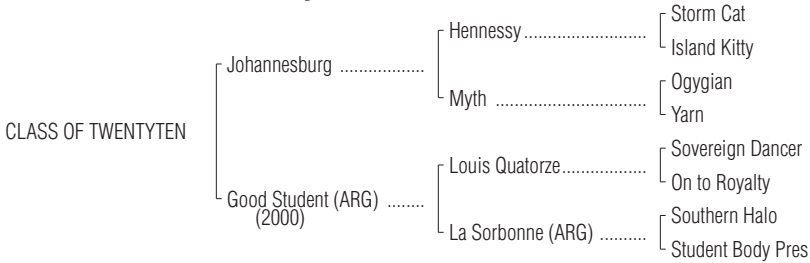 Storm Cat
Hennessy ..........................
Island Kitty
Johannesburg ..................
Ogygian
Myth ................................
Yarn
CLASS OF TWENTYTEN
Sovereign Dancer
Louis Quatorze..................
On to Royalty
Good Student (ARG) ........
(2000)
Southern Halo
La Sorbonne (ARG) ..........
Student Body Pres